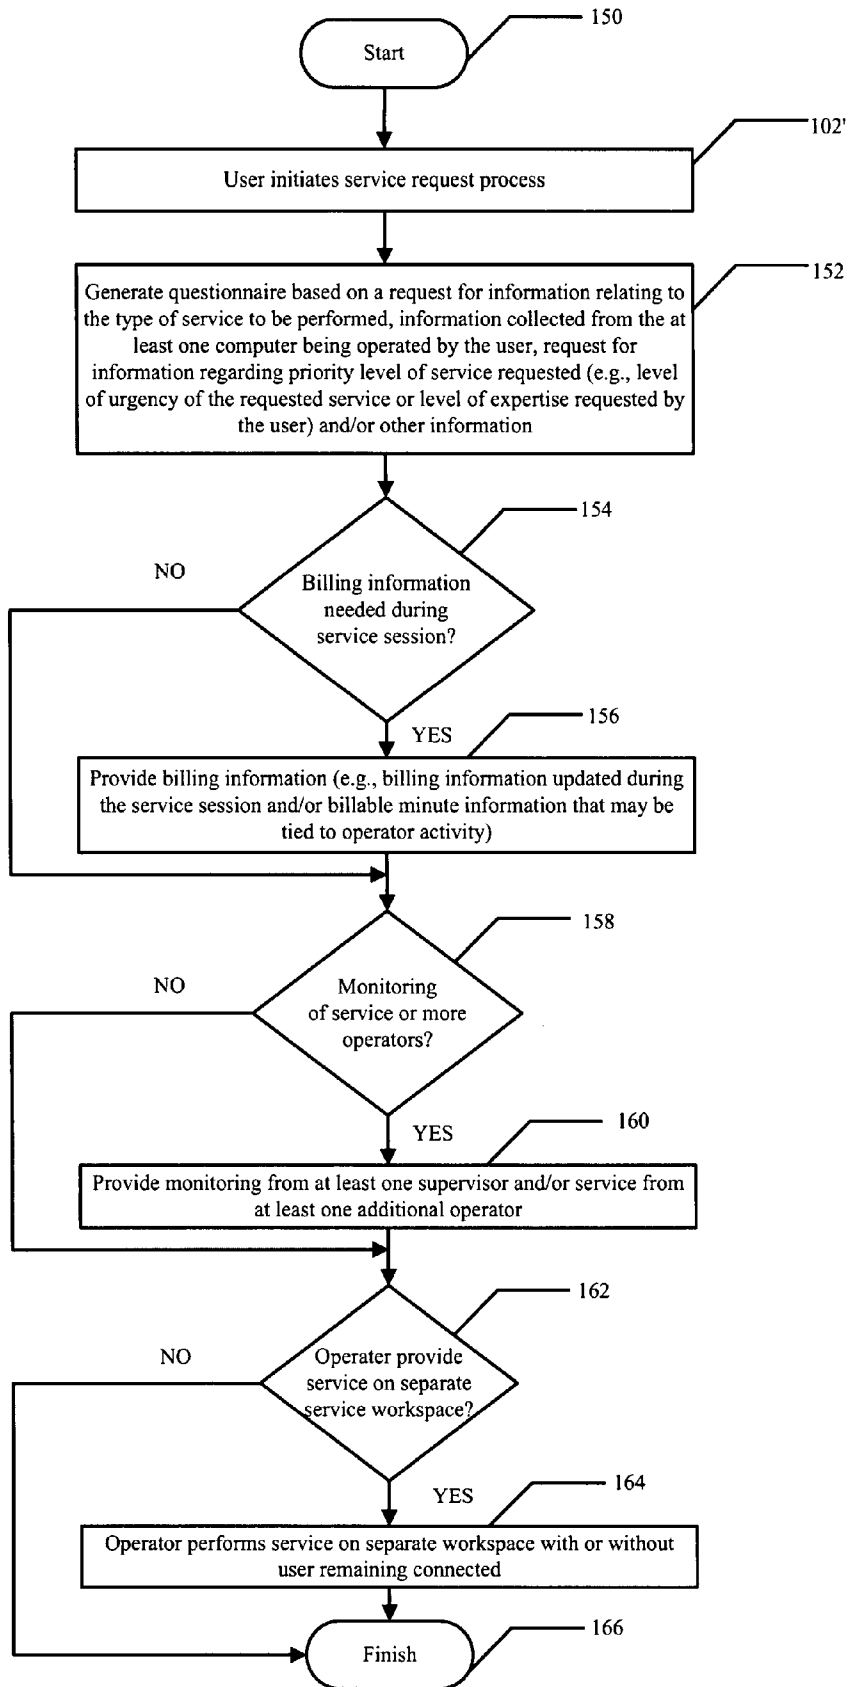 150
Start
102'
User initiates service request process
152
Generate questionnaire based on a request for information relating to
the type of service to be performed, information collected from the at
least one computer being operated by the user, request for
information regarding priority level of service requested (e.g., level
of urgency of the requested service or level of expertise requested by
the user) and/or other information
154
NO
Billing information
needed during
service session?
156
YES
Provide billing information (e.g., billing information updated during
the service session and/or billable minute information that may be
tied to operator activity)
158
NO
Monitoring
of service or more
operators?
160
YES
Provide monitoring from at least one supervisor and/or service from
at least one additional operator
162
NO
Operater provide
service on separate
service workspace?
164
YES
Operator performs service on separate workspace with or without
user remaining connected
166
Finish